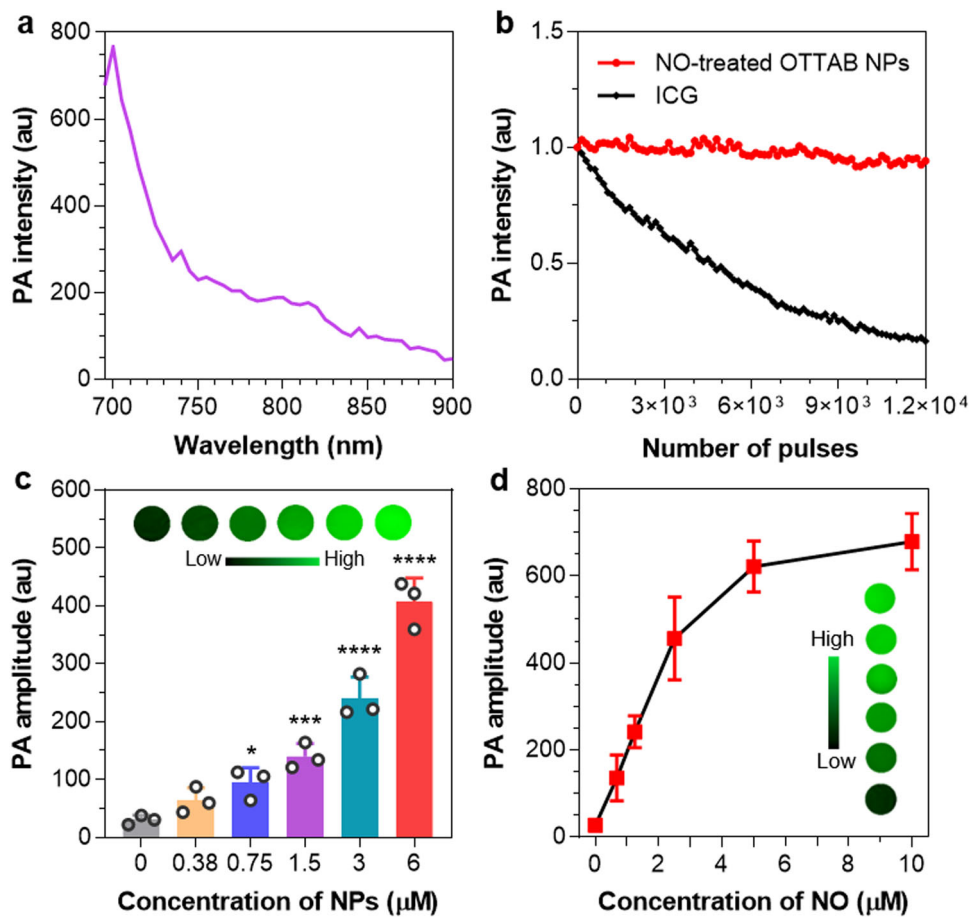 a
800
600
400
200
0
PA intensity (au)
700 750 800 850 900
Wavelength (nm)
b
1.5
1.0
0.5
0.0
PA intensity (au)
NO-treated OTTAB NPs
ICG
0 3×10³ 6×10³ 9×10³ 1.2×10⁴
Number of pulses
c
600
500
400
300
200
100
0
PA amplitude (au)
Low High
* *** **** ****
0 0.38 0.75 1.5 3 6
Concentration of NPs (μM)
d
800
600
400
200
0
PA amplitude (au)
High
Low
0 2 4 6 8 10
Concentration of NO (μM)